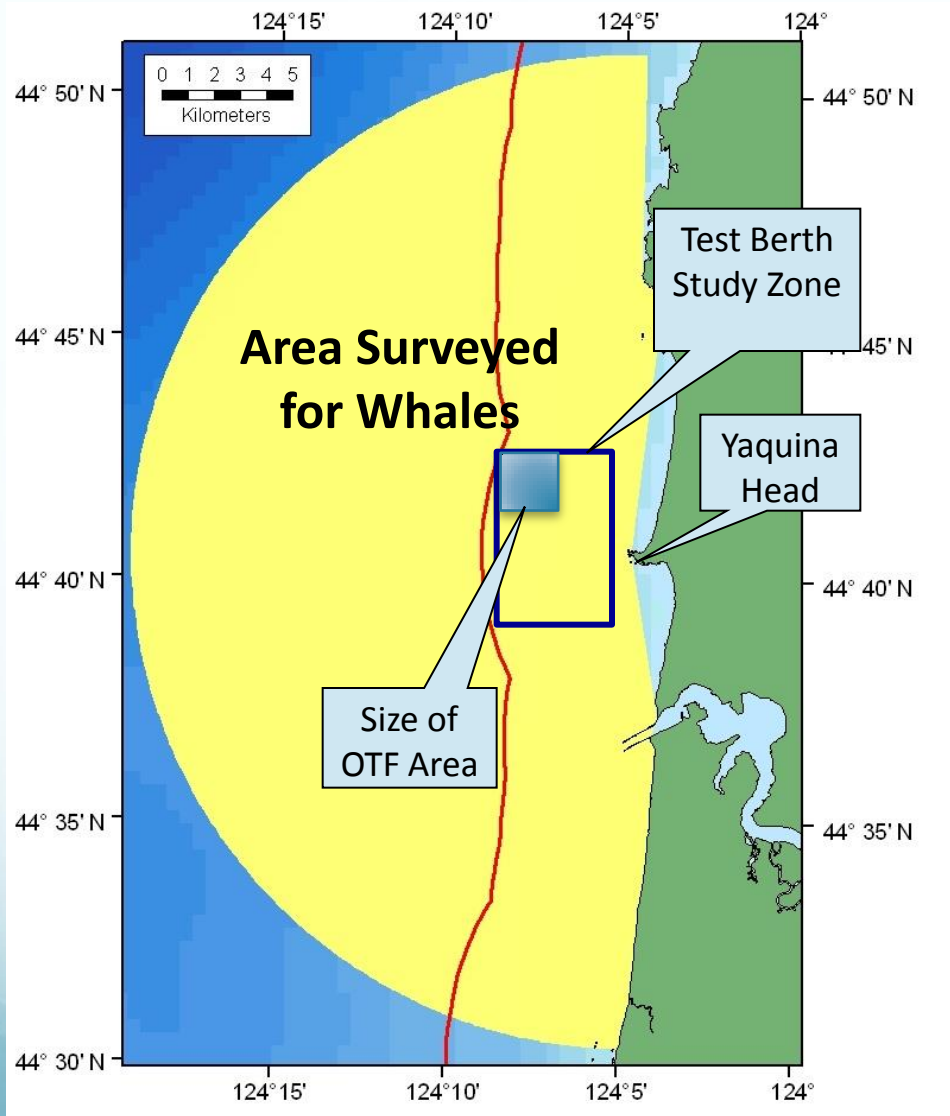 124°15'
124°10'
124°5'
124°
0 1 2 3 4 5
Kilometers
44° 50' N
44° 50' N
Test Berth
Study Zone
44° 45' N
45' N
Area Surveyed
for Whales
Yaquina
Head
44° 40' N
44° 40' N
Size of
OTF Area
44° 35' N
44° 35' N
44° 30' N
124°15'
124°10'
124°5'
124°